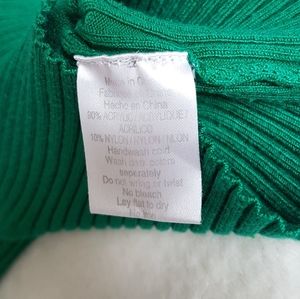 Made in
Hecho en China
90% ACRYLIC / ACRYLIQUE /
ACRILICO
10% NYLON / NYLON / NILON
Handwash cold
Wash dark colors
seperately
Do not wring or twist
No bleach
Lay flat to dry